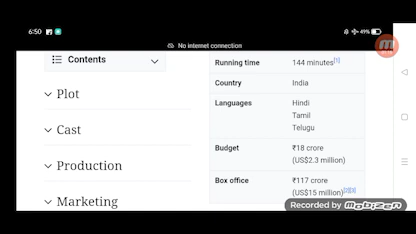 6:50
49%
No internet connection
Contents
Plot
Cast
Production
Marketing
Running time 144 minutes[1]
Country India
Languages Hindi
Tamil
Telugu
Budget ₹18 crore
(US$2.3 million)
Box office ₹117 crore
(US$15 million)[2][3]
Recorded by MOBIZEN